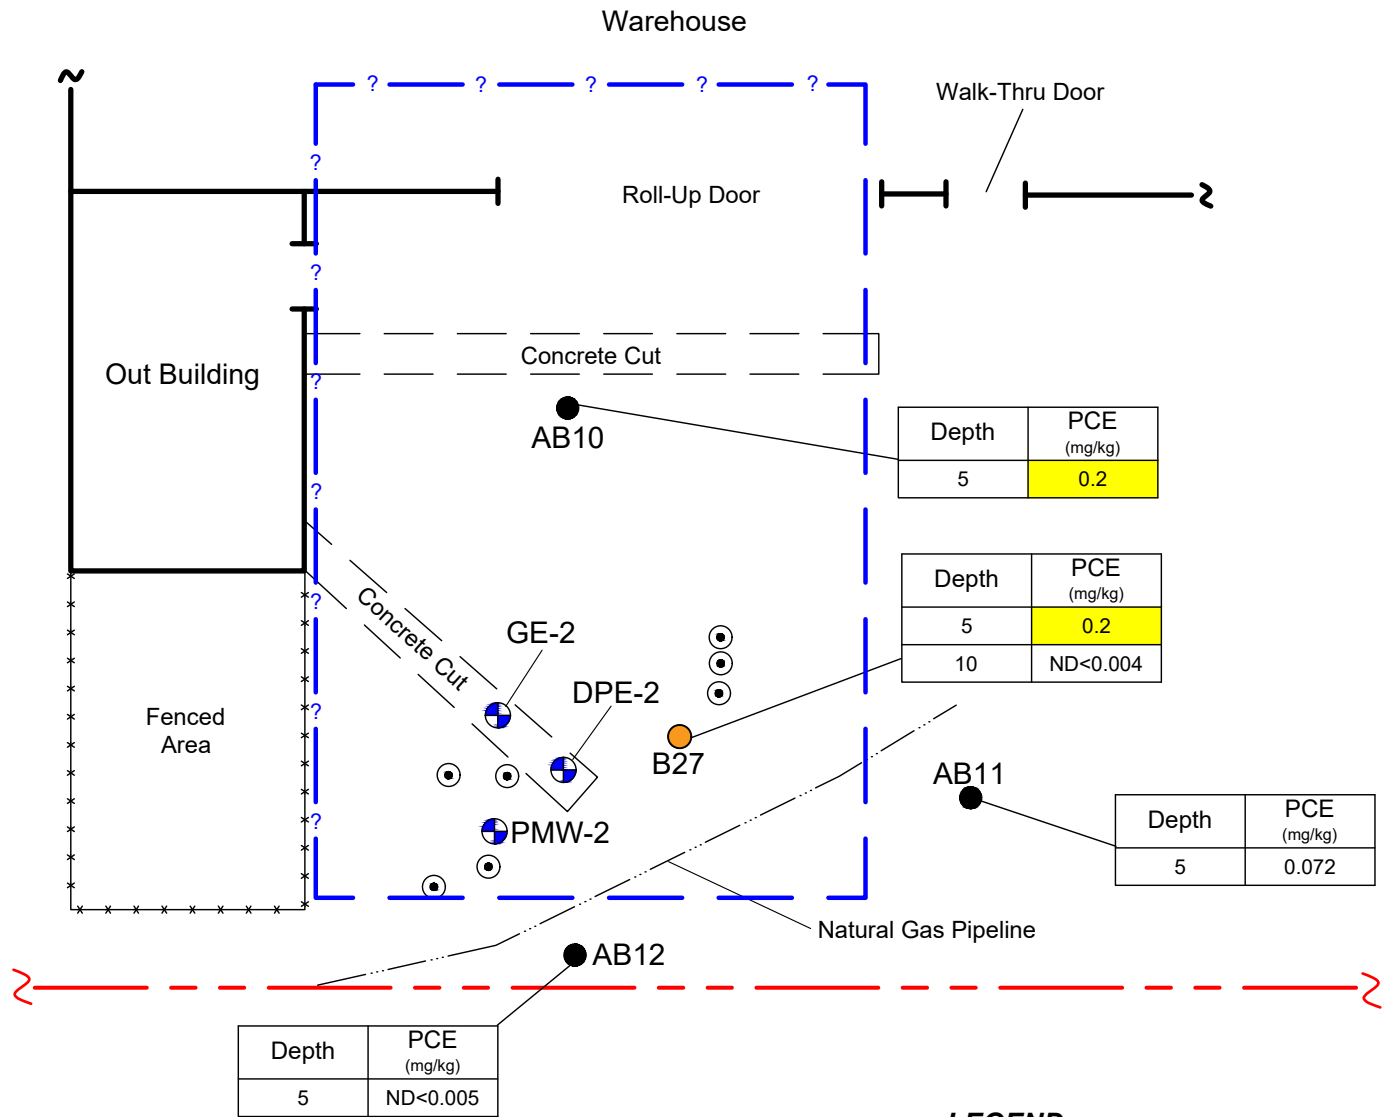 Warehouse
? ? ? ? ?
Walk-Thru Door
?
Roll-Up Door
?
Concrete Cut
Out Building
?
AB10
Depth PCE
(mg/kg)
5 0.2
?
Depth PCE
(mg/kg)
5 0.2
10 ND<0.004
?
Concrete Cut
GE-2
DPE-2
?
Fenced
Area
B27
AB11
Depth PCE
(mg/kg)
5 0.072
?
PMW-2
Natural Gas Pipeline
AB12
Depth PCE
(mg/kg)
5 ND<0.005
LEGEND